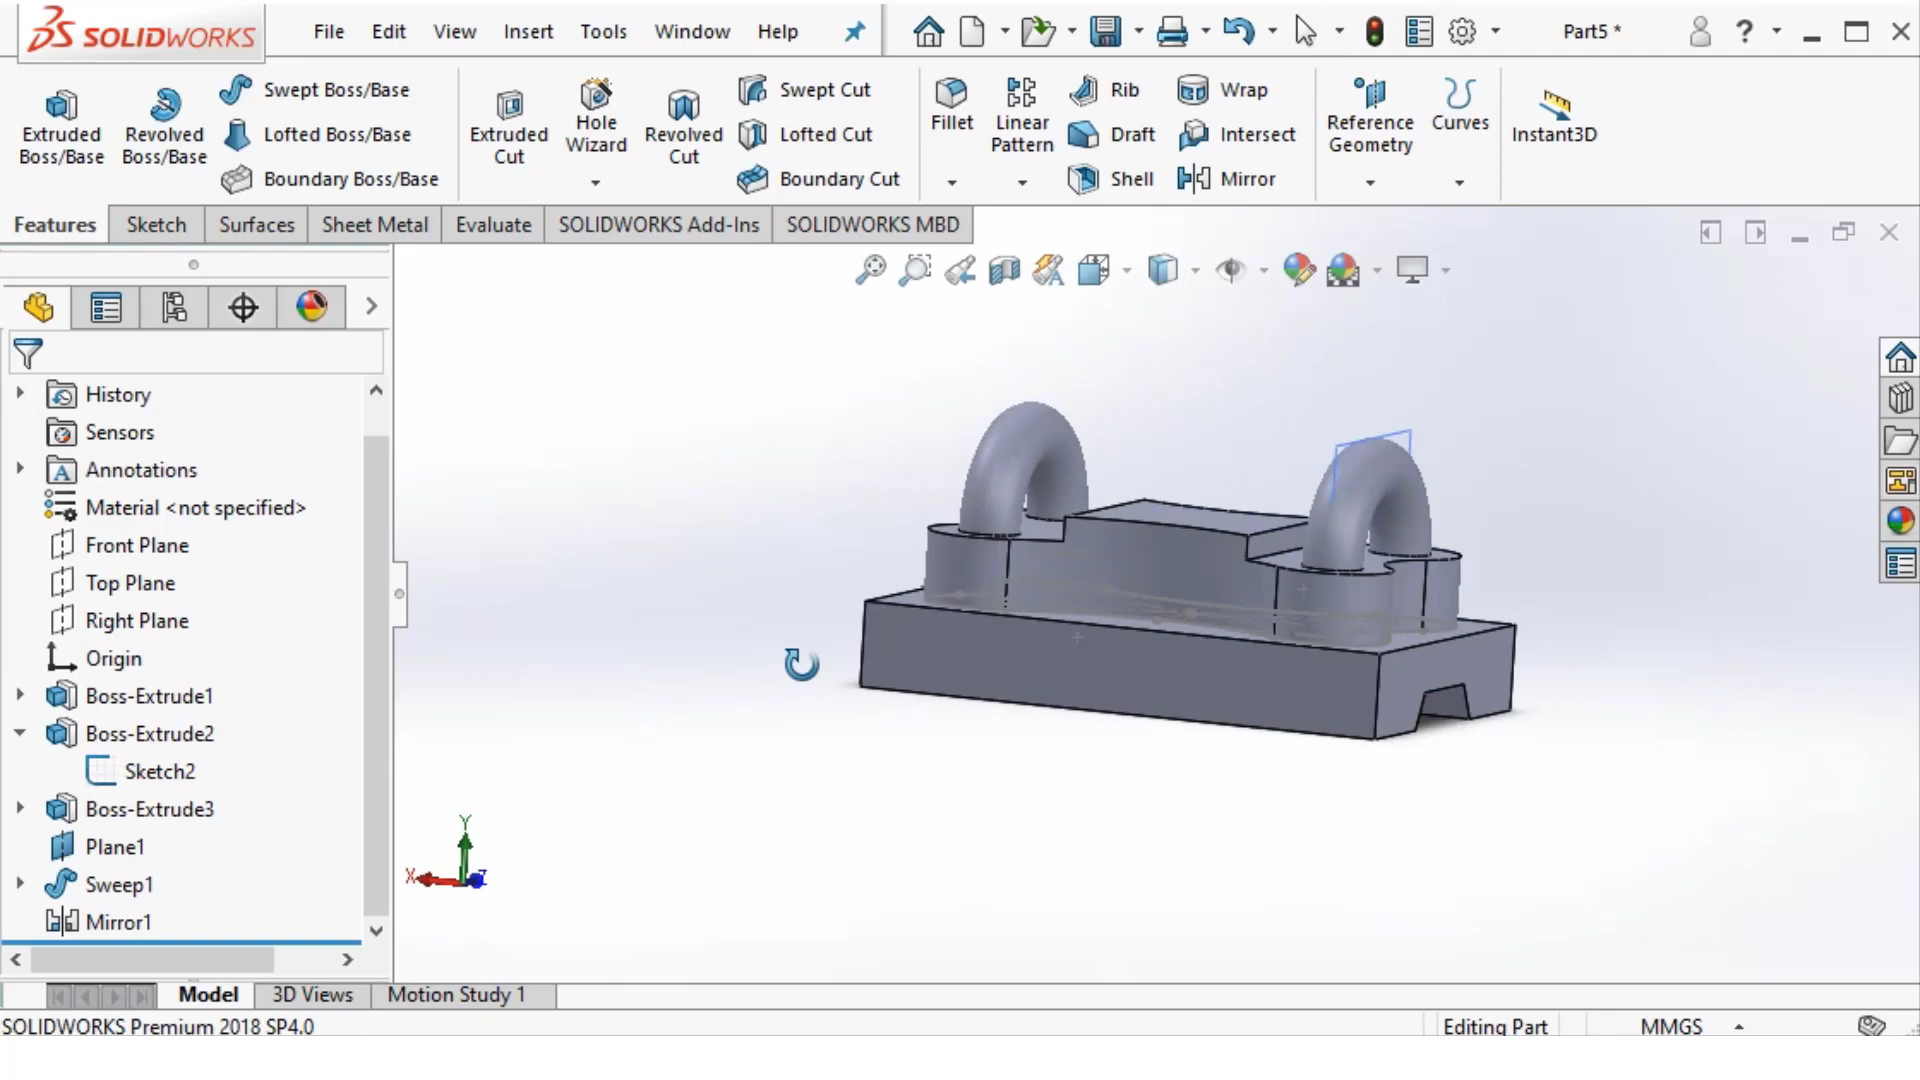 SOLIDWORKS
File Edit View Insert Tools Window Help
Part5 *
?
Extruded
Boss/Base
Revolved
Boss/Base
Swept Boss/Base
Lofted Boss/Base
Boundary Boss/Base
Extruded
Cut
Hole
Wizard
Revolved
Cut
Swept Cut
Lofted Cut
Boundary Cut
Fillet
Linear
Pattern
Rib
Draft
Shell
Wrap
Intersect
Mirror
Reference
Geometry
Curves
Instant3D
Features Sketch Surfaces Sheet Metal Evaluate SOLIDWORKS Add-Ins SOLIDWORKS MBD
History
Sensors
Annotations
Material <not specified>
Front Plane
Top Plane
Right Plane
Origin
Boss-Extrude1
Boss-Extrude2
Sketch2
Boss-Extrude3
Plane1
Sweep1
Mirror1
Y
X
Z
Model 3D Views Motion Study 1
SOLIDWORKS Premium 2018 SP4.0
Editing Part
MMGS